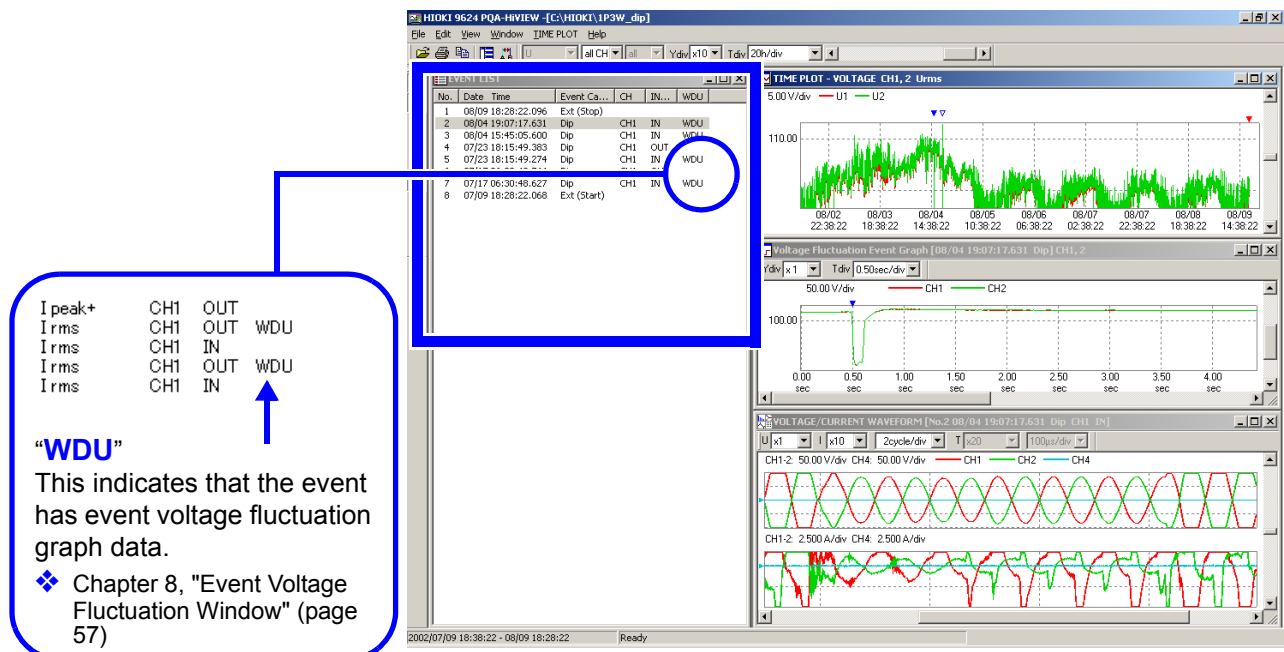 HIOKI 9624 PQA-HiVIEW -[C:\HIOKI\1P3W_dip]
File Edit View Window TIME PLOT Help
U all CH all Ydiv x10 Tdiv 20h/div
EVENT LIST
No. Date Time Event Ca... CH IN... WDU
1 08/09 18:28:22.096 Ext (Stop)
2 08/04 19:07:17.631 Dip CH1 IN WDU
3 08/04 15:45:05.600 Dip CH1 IN WDU
4 07/23 18:15:49.383 Dip CH1 OUT
5 07/23 18:15:49.274 Dip CH1 IN WDU
7 07/17 06:30:48.627 Dip CH1 IN WDU
8 07/09 18:28:22.068 Ext (Start)
TIME PLOT - VOLTAGE CH1, 2 Urms
5.00 V/div U1 U2
110.00
08/02 08/03 08/04 08/05 08/06 08/07 08/07 08/08 08/09
22:38:22 18:38:22 14:38:22 10:38:22 06:38:22 02:38:22 22:38:22 18:38:22 14:38:22
Voltage Fluctuation Event Graph [08/04 19:07:17.631 Dip] CH1, 2
Ydiv x 1 Tdiv 0.50sec/div
50.00 V/div CH1 CH2
100.00
0.00 0.50 1.00 1.50 2.00 2.50 3.00 3.50 4.00
sec sec sec sec sec sec sec sec sec
VOLTAGE/CURRENT WAVEFORM [No.2 08/04 19:07:17.631 Dip CH1 IN]
U x1 I x10 2cycle/div T x20 100µs/div
CH1-2: 50.00 V/div CH4: 50.00 V/div CH1 CH2 CH4
CH1-2: 2.500 A/div CH4: 2.500 A/div
2002/07/09 18:38:22 - 08/09 18:28:22 Ready
I peak+ CH1 OUT
I rms CH1 OUT WDU
I rms CH1 IN
I rms CH1 OUT WDU
I rms CH1 IN
“WDU”
This indicates that the event
has event voltage fluctuation
graph data.
❖ Chapter 8, "Event Voltage
Fluctuation Window" (page
57)